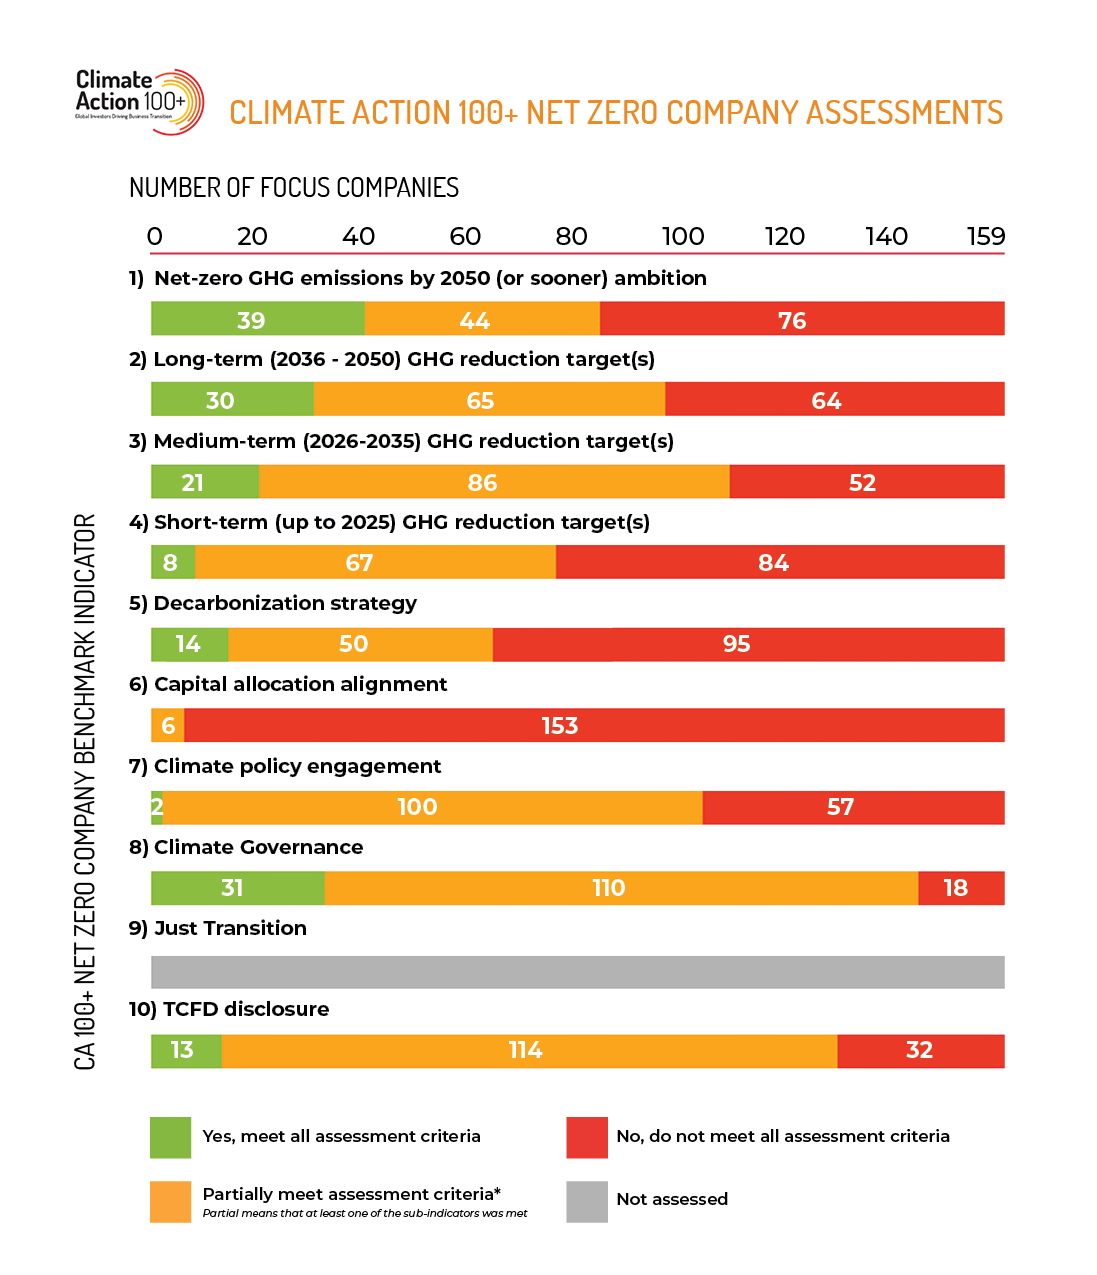 Climate
Action 100+
Global Investors Driving Business Transition
CLIMATE ACTION 100+ NET ZERO COMPANY ASSESSMENTS
NUMBER OF FOCUS COMPANIES
0 20 40 60 80 100 120 140 159
CA 100+ NET ZERO COMPANY BENCHMARK INDICATOR
1) Net-zero GHG emissions by 2050 (or sooner) ambition
39 44 76
2) Long-term (2036 - 2050) GHG reduction target(s)
30 65 64
3) Medium-term (2026-2035) GHG reduction target(s)
21 86 52
4) Short-term (up to 2025) GHG reduction target(s)
8 67 84
5) Decarbonization strategy
14 50 95
6) Capital allocation alignment
6 153
7) Climate policy engagement
2 100 57
8) Climate Governance
31 110 18
9) Just Transition
10) TCFD disclosure
13 114 32
Yes, meet all assessment criteria
No, do not meet all assessment criteria
Partially meet assessment criteria*
Partial means that at least one of the sub-indicators was met
Not assessed